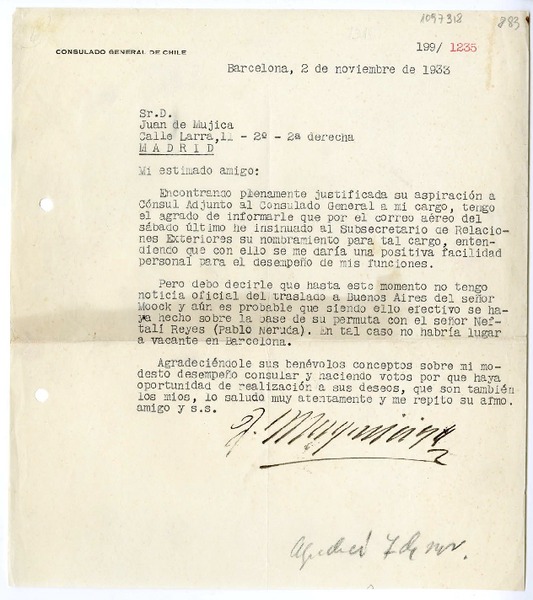 1097318
883
CONSULADO GENERAL DE CHILE
199/ 1235
Barcelona, 2 de noviembre de 1933
Sr.D.
Juan de Mujica
Calle Larra,11 - 2º - 2ª derecha
M A D R I D
Mi estimado amigo:
Encontrando plenamente justificada su aspiración a
Cónsul Adjunto al Consulado General a mi cargo, tengo
el agrado de informarle que por el correo aéreo del
sábado último he insinuado al Subsecretario de Relacio-
nes Exteriores su nombramiento para tal cargo, enten-
diendo que con ello se me daría una positiva facilidad
personal para el desempeño de mis funciones.
Pero debo decirle que hasta este momento no tengo
noticia oficial del traslado a Buenos Aires del señor
Moock y aún es probable que siendo ello efectivo se ha-
ya hecho sobre la base de su permuta con el señor Nef-
talí Reyes (Pablo Neruda). En tal caso no habría lugar
a vacante en Barcelona.
Agradeciéndole sus benévolos conceptos sobre mi mo-
desto desempeño consular y haciendo votos por que haya
oportunidad de realización a sus deseos, que son también
los míos, lo saludo muy atentamente y me repito su afmo.
amigo y s.s.
7 de nov.